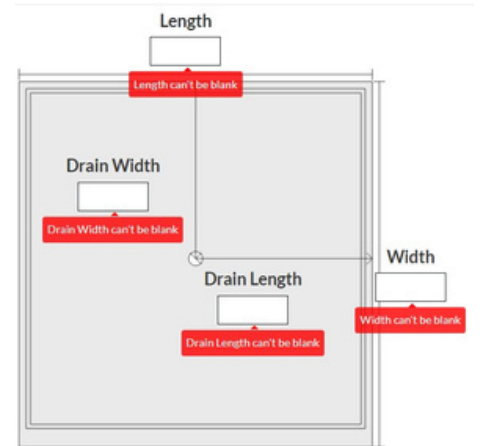 Length
Length can't be blank
Drain Width
Drain Width can't be blank
Width
Drain Length
Width can't be blank
Drain Length can't be blank